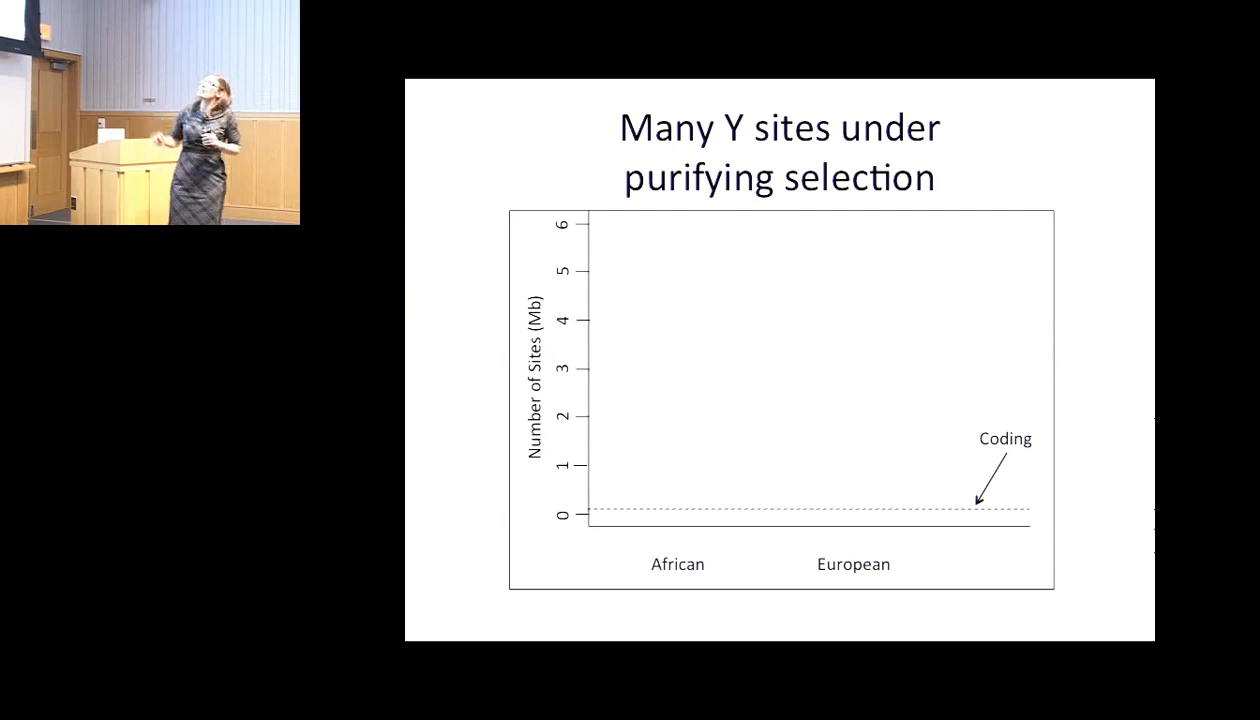 Many Y sites under
purifying selection
Number of Sites (Mb)
6
5
4
3
2
1
0
Coding
African
European